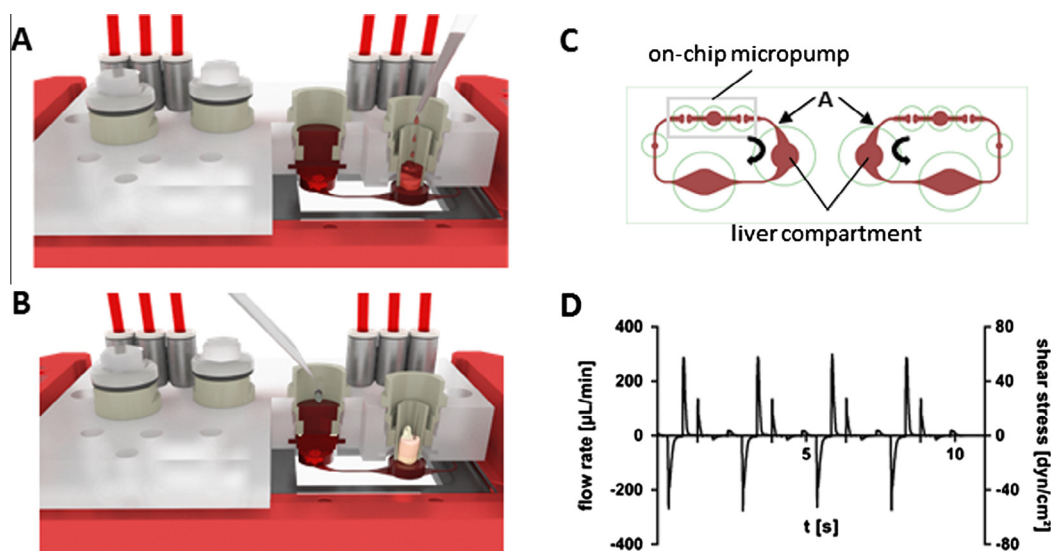 A
B
C
on-chip micropump
A
liver compartment
D
400
200
0
-200
-400
flow rate [µL/min]
5
10
t [s]
80
40
0
-40
-80
shear stress [dyn/cm²]